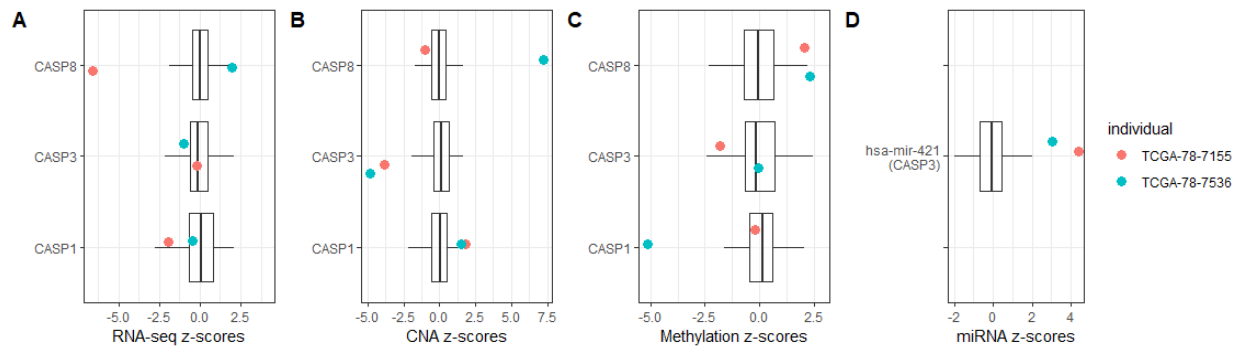 A
CASP8
CASP3
CASP1
-5.0 -2.5 0.0 2.5
RNA-seq z-scores
B
CASP8
CASP3
CASP1
-5.0 -2.5 0.0 2.5 5.0 7.5
CNA z-scores
C
CASP8
CASP3
CASP1
-5.0 -2.5 0.0 2.5
Methylation z-scores
D
hsa-mir-421
(CASP3)
-2 0 2 4
miRNA z-scores
individual
TCGA-78-7155
TCGA-78-7536